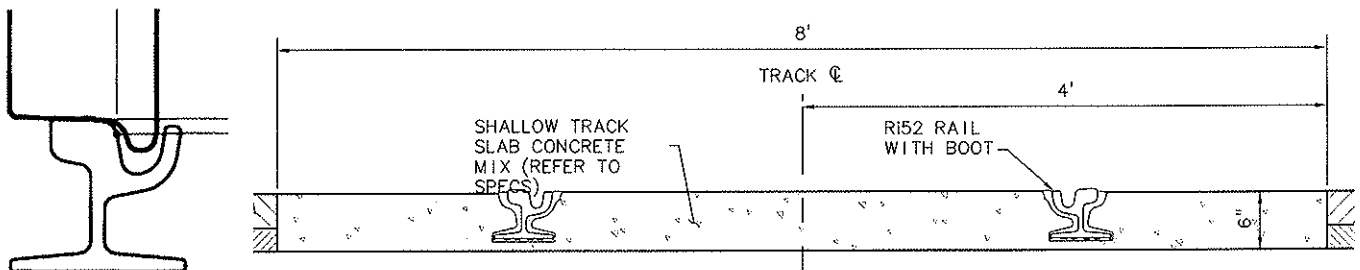 8'
TRACK ℄
4'
SHALLOW TRACK
SLAB CONCRETE
MIX (REFER TO
SPECS)
Ri52 RAIL
WITH BOOT
6"